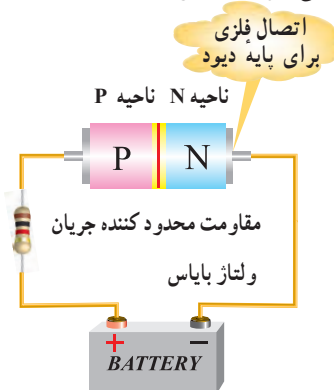 اتصال فلزی
برای پایهٔ دیود
ناحیه P ناحیه N
P N
مقاومت محدود کننده جریان
ولتاژ بایاس
+ −
BATTERY